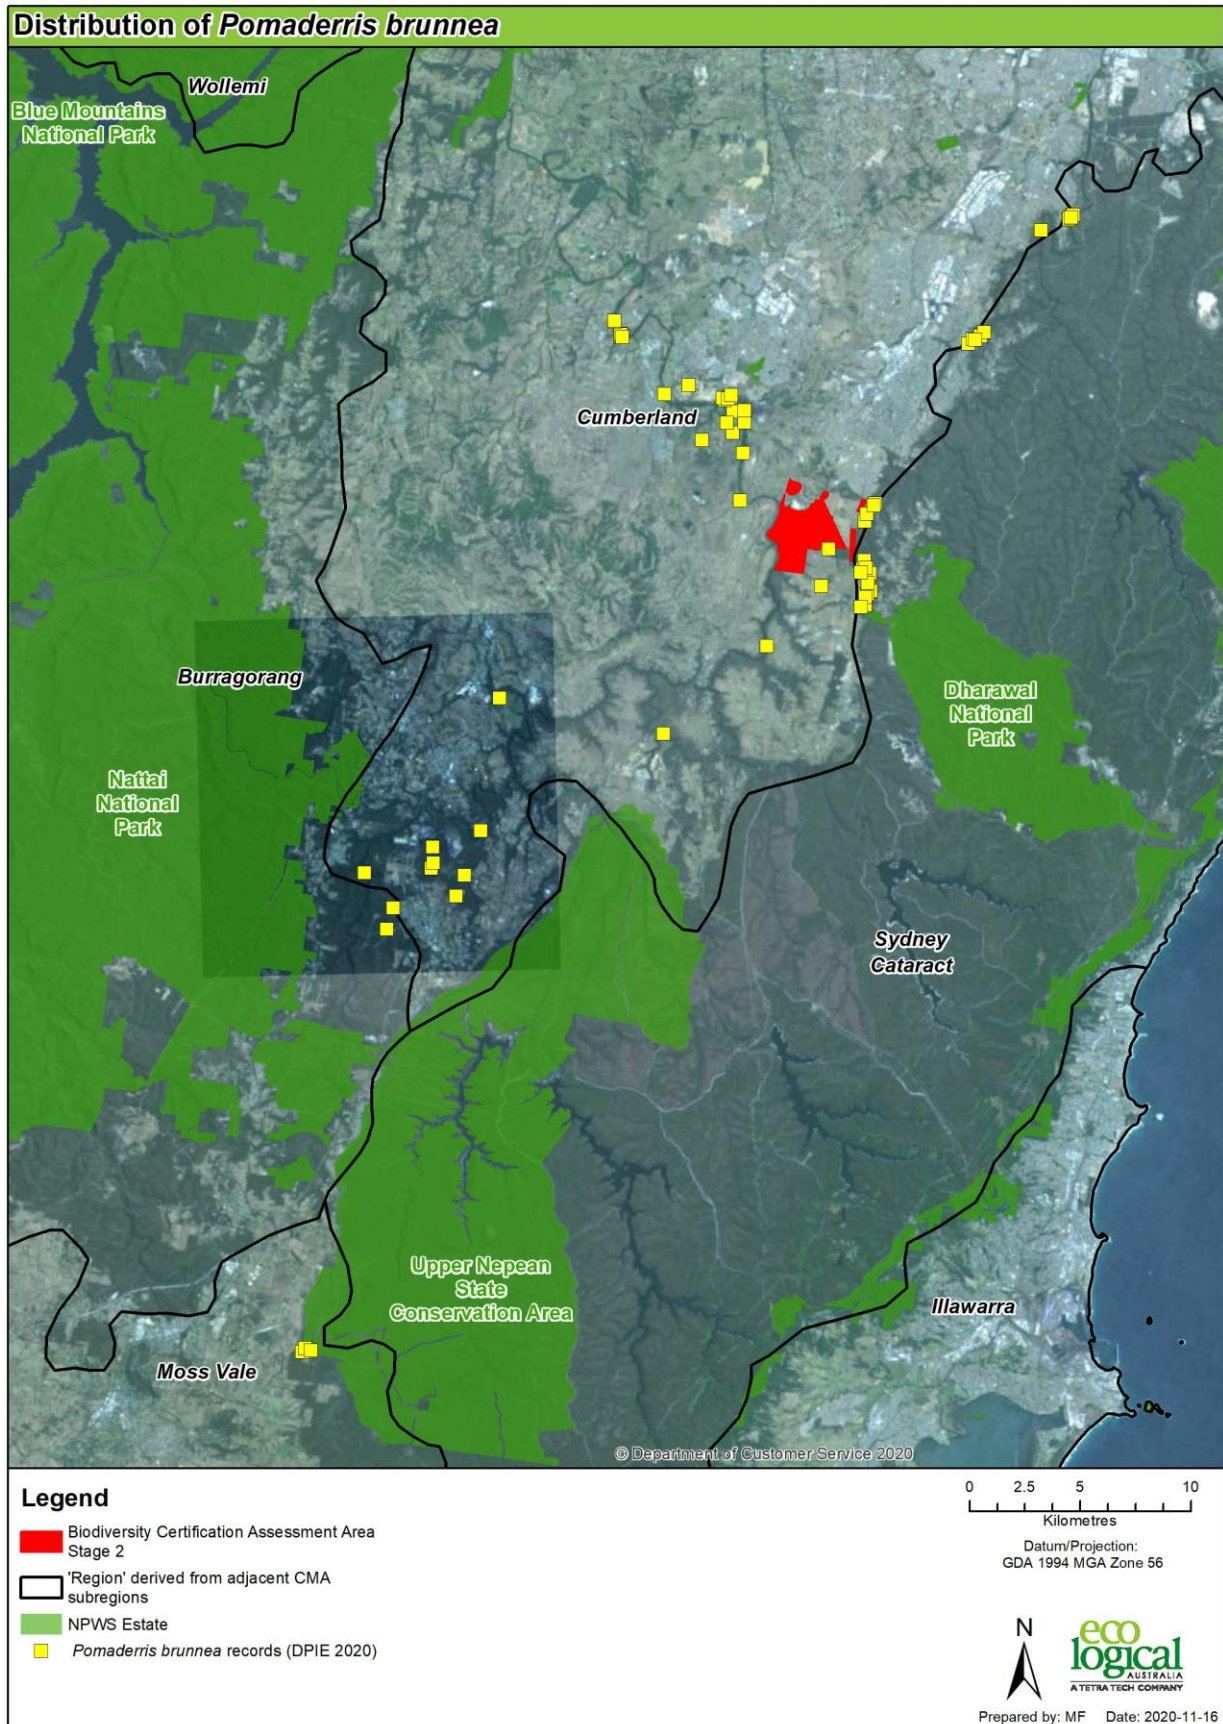 Distribution of Pomaderris brunnea
Wollemi
Blue Mountains
National Park
Cumberland
Burragorang
Dharawal
National
Park
Nattai
National
Park
Sydney
Cataract
Upper Nepean
State
Conservation Area
Illawarra
Moss Vale
© Department of Customer Service 2020
Legend
Biodiversity Certification Assessment Area
Stage 2
'Region' derived from adjacent CMA
subregions
NPWS Estate
Pomaderris brunnea records (DPIE 2020)
0 2.5 5 10
Kilometres
Datum/Projection:
GDA 1994 MGA Zone 56
N
eco
logical
AUSTRALIA
A TETRA TECH COMPANY
Prepared by: MF Date: 2020-11-16